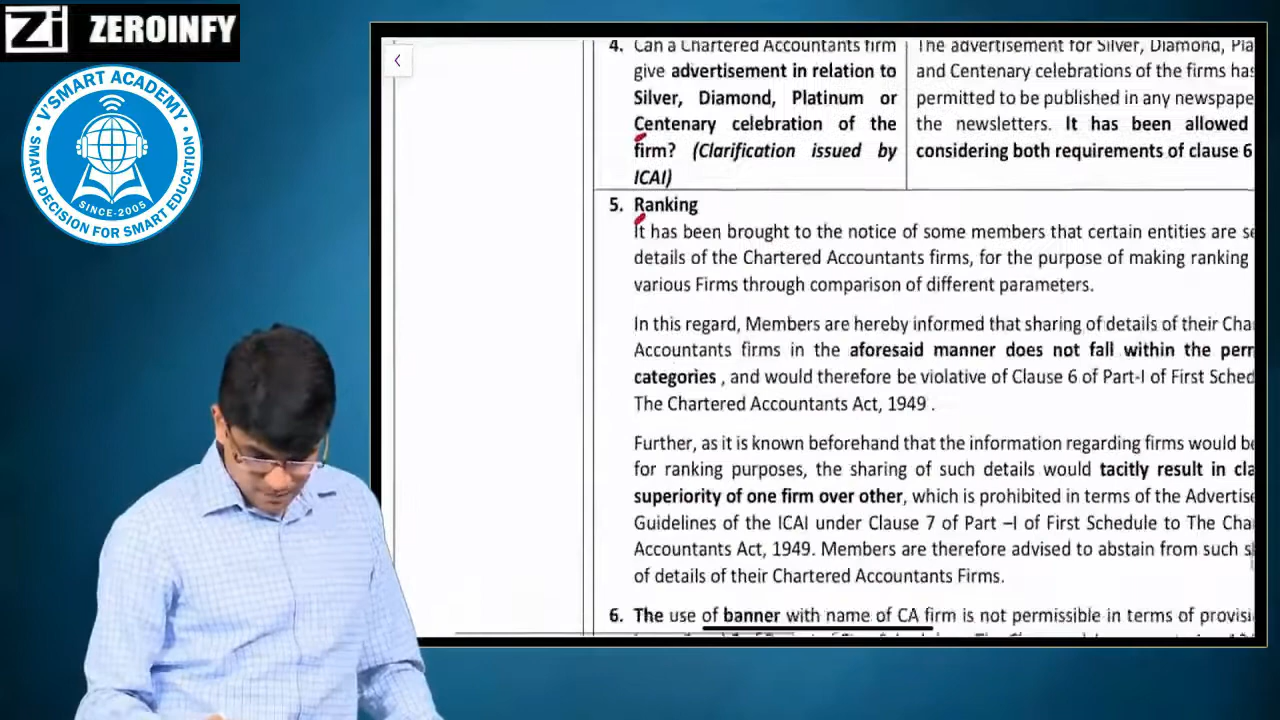 Zi ZEROINFY
V'SMART ACADEMY
SINCE-2005
SMART DECISION FOR SMART EDUCATION
4. Can a Chartered Accountants firm
give advertisement in relation to
Silver, Diamond, Platinum or
Centenary celebration of the
firm? (Clarification issued by
ICAI)
The advertisement for Silver, Diamond, Pla
and Centenary celebrations of the firms has
permitted to be published in any newspape
the newsletters. It has been allowed
considering both requirements of clause 6
5. Ranking
It has been brought to the notice of some members that certain entities are se
details of the Chartered Accountants firms, for the purpose of making ranking
various Firms through comparison of different parameters.
In this regard, Members are hereby informed that sharing of details of their Cha
Accountants firms in the aforesaid manner does not fall within the perm
categories , and would therefore be violative of Clause 6 of Part-I of First Sched
The Chartered Accountants Act, 1949 .
Further, as it is known beforehand that the information regarding firms would be
for ranking purposes, the sharing of such details would tacitly result in cla
superiority of one firm over other, which is prohibited in terms of the Advertise
Guidelines of the ICAI under Clause 7 of Part –I of First Schedule to The Cha
Accountants Act, 1949. Members are therefore advised to abstain from such s
of details of their Chartered Accountants Firms.
6. The use of banner with name of CA firm is not permissible in terms of provisi